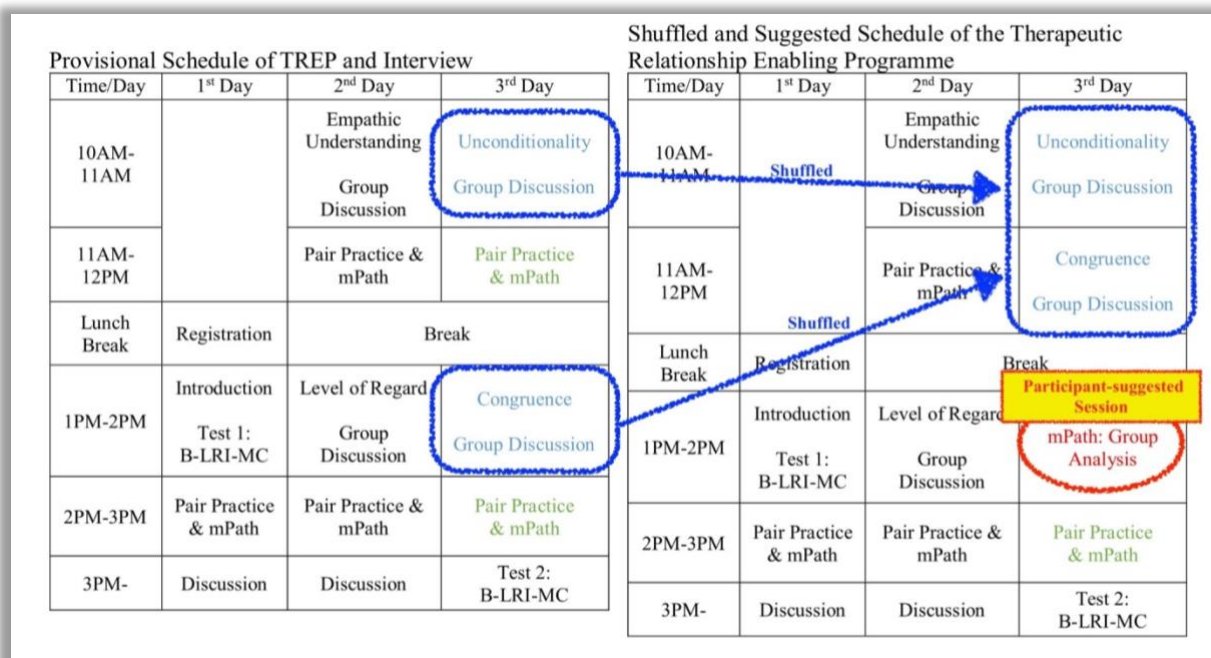 Provisional Schedule of TREP and Interview
Time/Day 1st Day 2nd Day 3rd Day
10AM-
11AM
Empathic
Understanding
Group
Discussion
Unconditionality
Group Discussion
11AM-
12PM
Pair Practice &
mPath
Pair Practice
& mPath
Lunch
Break
Registration
Break
1PM-2PM
Introduction
Test 1:
B-LRI-MC
Level of Regard
Group
Discussion
Congruence
Group Discussion
2PM-3PM
Pair Practice
& mPath
Pair Practice &
mPath
Pair Practice
& mPath
3PM-
Discussion
Discussion
Test 2:
B-LRI-MC
Shuffled and Suggested Schedule of the Therapeutic
Relationship Enabling Programme
Time/Day 1st Day 2nd Day 3rd Day
10AM-
11AM
Shuffled
Empathic
Understanding
Group
Discussion
Unconditionality
Group Discussion
11AM-
12PM
Shuffled
Pair Practice &
mPath
Congruence
Group Discussion
Lunch
Break
Registration
Break
Participant-suggested
Session
1PM-2PM
Introduction
Test 1:
B-LRI-MC
Level of Regard
Group
Discussion
mPath: Group
Analysis
2PM-3PM
Pair Practice
& mPath
Pair Practice &
mPath
Pair Practice
& mPath
3PM-
Discussion
Discussion
Test 2:
B-LRI-MC